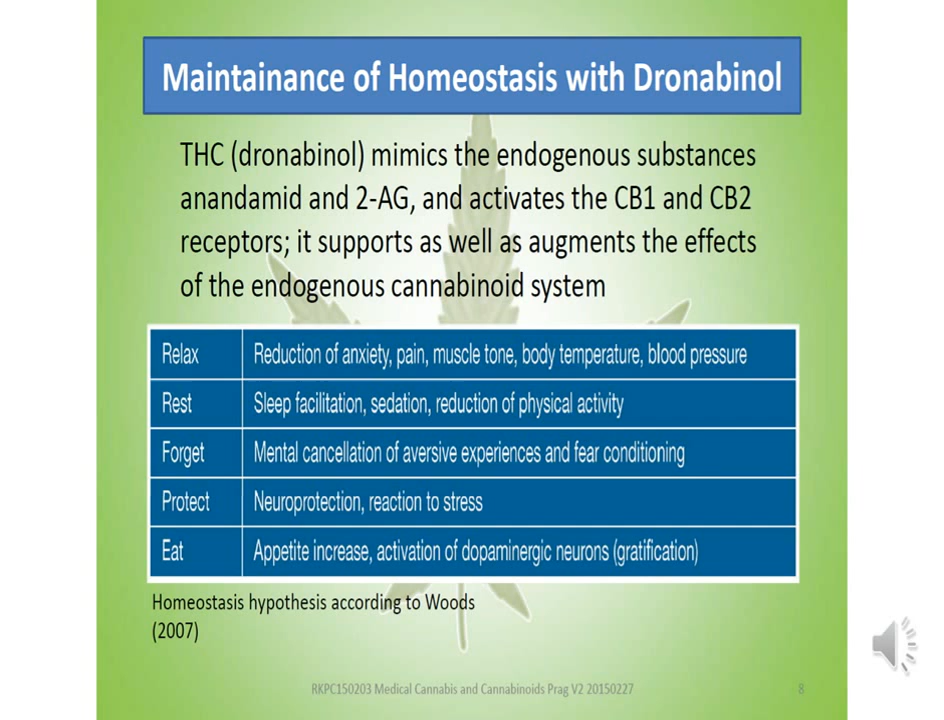 Maintainance of Homeostasis with Dronabinol
THC (dronabinol) mimics the endogenous substances
anandamid and 2-AG, and activates the CB1 and CB2
receptors; it supports as well as augments the effects
of the endogenous cannabinoid system
Relax Reduction of anxiety, pain, muscle tone, body temperature, blood pressure
Rest Sleep facilitation, sedation, reduction of physical activity
Forget Mental cancellation of aversive experiences and fear conditioning
Protect Neuroprotection, reaction to stress
Eat Appetite increase, activation of dopaminergic neurons (gratification)
Homeostasis hypothesis according to Woods
(2007)
RKPC150203 Medical Cannabis and Cannabinoids Prag V2 20150227 8